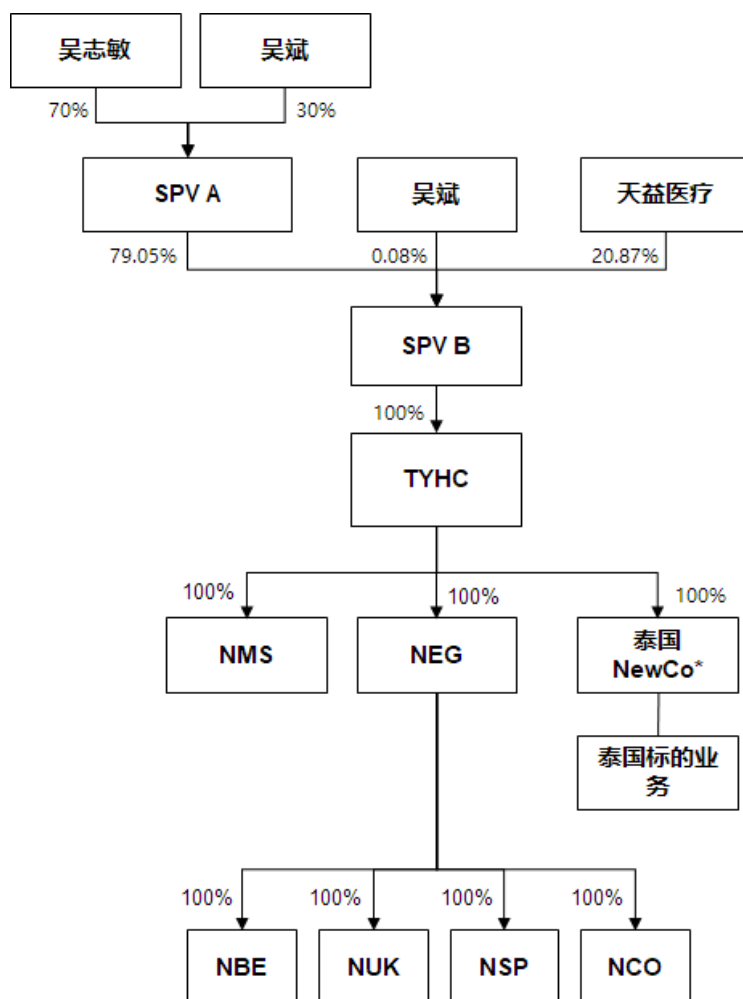 吴志敏
吴斌
70%
30%
SPV A
吴斌
天益医疗
79.05%
0.08%
20.87%
SPV B
100%
TYHC
100%
100%
100%
NMS
NEG
泰国
NewCo*
泰国标的业
务
100%
100%
100%
100%
NBE
NUK
NSP
NCO